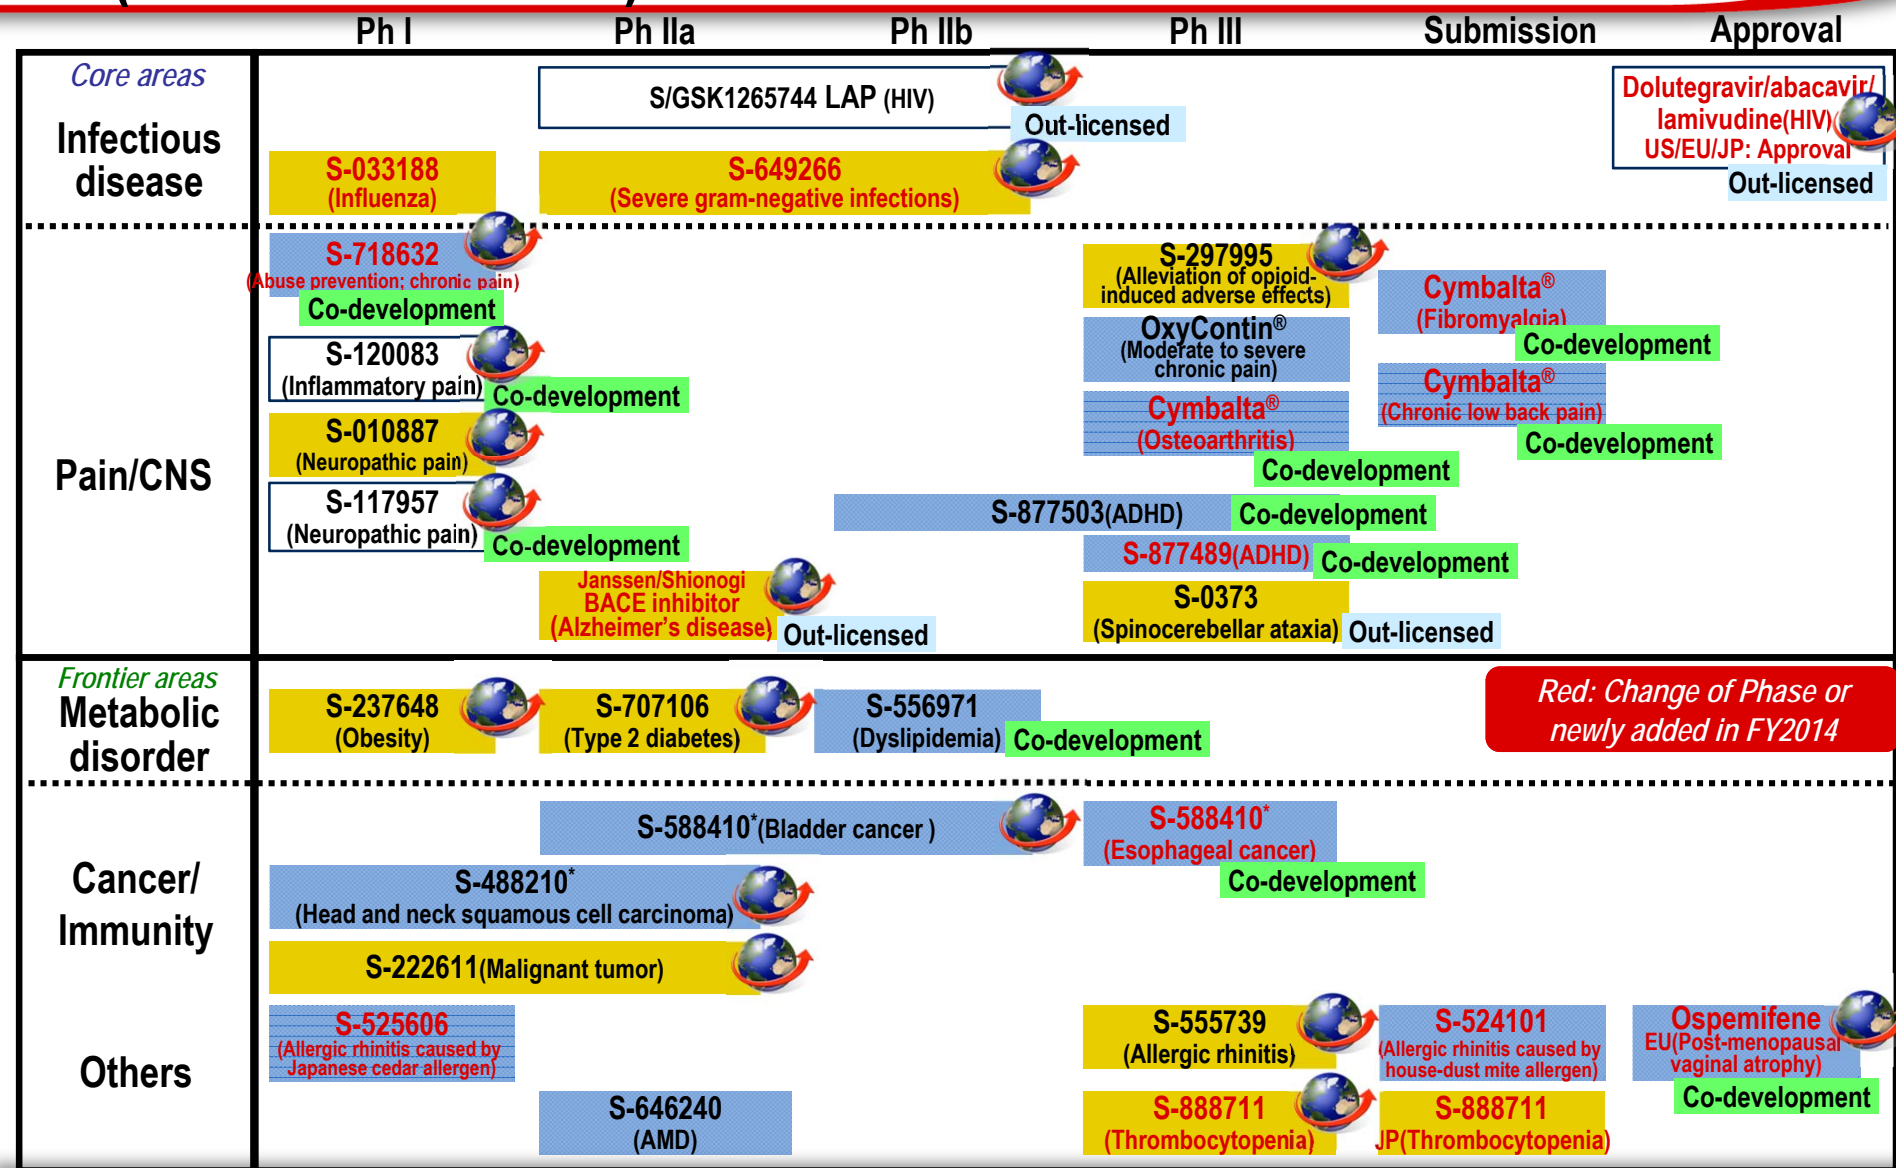 Ph I Ph IIa Ph IIb Ph III Submission Approval
Core areas
Infectious
disease
S/GSK1265744 LAP (HIV)
Out-licensed
Dolutegravir/abacavir/
lamivudine(HIV)
US/EU/JP: Approval
Out-licensed
S-033188
(Influenza)
S-649266
(Severe gram-negative infections)
Pain/CNS
S-718632
(Abuse prevention; chronic pain)
Co-development
S-120083
(Inflammatory pain)
Co-development
S-010887
(Neuropathic pain)
S-117957
(Neuropathic pain)
Co-development
Janssen/Shionogi
BACE inhibitor
(Alzheimer's disease)
Out-licensed
S-297995
(Alleviation of opioid-
induced adverse effects)
OxyContin®
(Moderate to severe
chronic pain)
Cymbalta®
(Osteoarthritis)
Co-development
S-877503(ADHD)
Co-development
S-877489(ADHD)
Co-development
S-0373
(Spinocerebellar ataxia)
Out-licensed
Cymbalta®
(Fibromyalgia)
Co-development
Cymbalta®
(Chronic low back pain)
Co-development
Frontier areas
Metabolic
disorder
S-237648
(Obesity)
S-707106
(Type 2 diabetes)
S-556971
(Dyslipidemia)
Co-development
Red: Change of Phase or
newly added in FY2014
Cancer/
Immunity
S-588410*(Bladder cancer )
S-588410*
(Esophageal cancer)
Co-development
S-488210*
(Head and neck squamous cell carcinoma)
S-222611(Malignant tumor)
Others
S-525606
(Allergic rhinitis caused by
Japanese cedar allergen)
S-646240
(AMD)
S-555739
(Allergic rhinitis)
S-888711
(Thrombocytopenia)
S-524101
(Allergic rhinitis caused by
house-dust mite allergen)
S-888711
JP(Thrombocytopenia)
Ospemifene
EU(Post-menopausal
vaginal atrophy)
Co-development